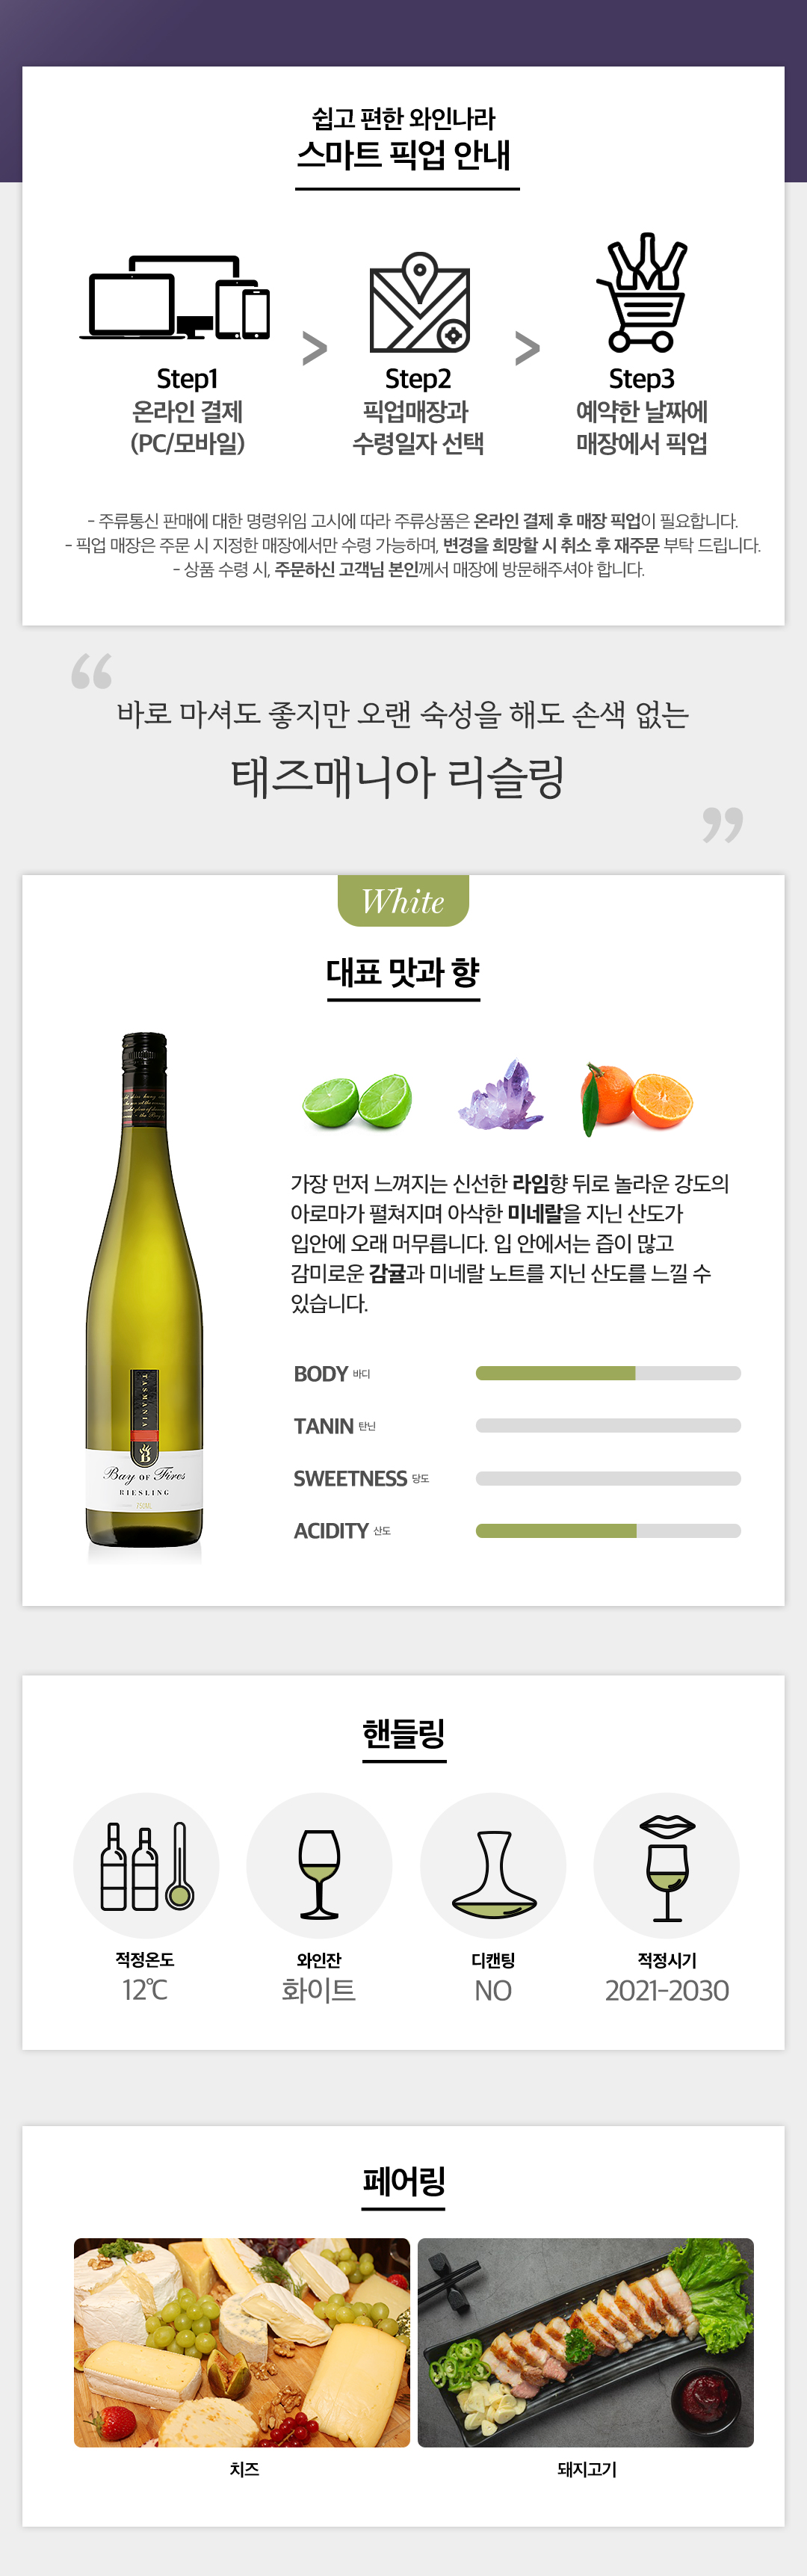 쉽고 편한 와인나라
스마트 픽업 안내
>
>
Step1
온라인 결제
(PC/모바일)
Step2
픽업매장과
수령일자 선택
Step3
예약한 날짜에
매장에서 픽업
- 주류통신 판매에 대한 명령위임 고시에 따라 주류상품은 온라인 결제 후 매장 픽업이 필요합니다.
- 픽업 매장은 주문 시 지정한 매장에서만 수령 가능하며, 변경을 희망할 시 취소 후 재주문 부탁 드립니다.
- 상품 수령 시, 주문하신 고객님 본인께서 매장에 방문해주셔야 합니다.
“
바로 마셔도 좋지만 오랜 숙성을 해도 손색 없는
태즈매니아 리슬링
”
White
대표 맛과 향
가장 먼저 느껴지는 신선한 라임향 뒤로 놀라운 강도의
아로마가 펼쳐지며 아삭한 미네랄을 지닌 산도가
입안에 오래 머무릅니다. 입 안에서는 즙이 많고
감미로운 감귤과 미네랄 노트를 지닌 산도를 느낄 수
있습니다.
TASMANIA
B
Bay OF Fires
RIESLING
750ML
BODY 바디
TANIN 탄닌
SWEETNESS 당도
ACIDITY 산도
핸들링
적정온도
12℃
와인잔
화이트
디캔팅
NO
적정시기
2021-2030
페어링
치즈
돼지고기